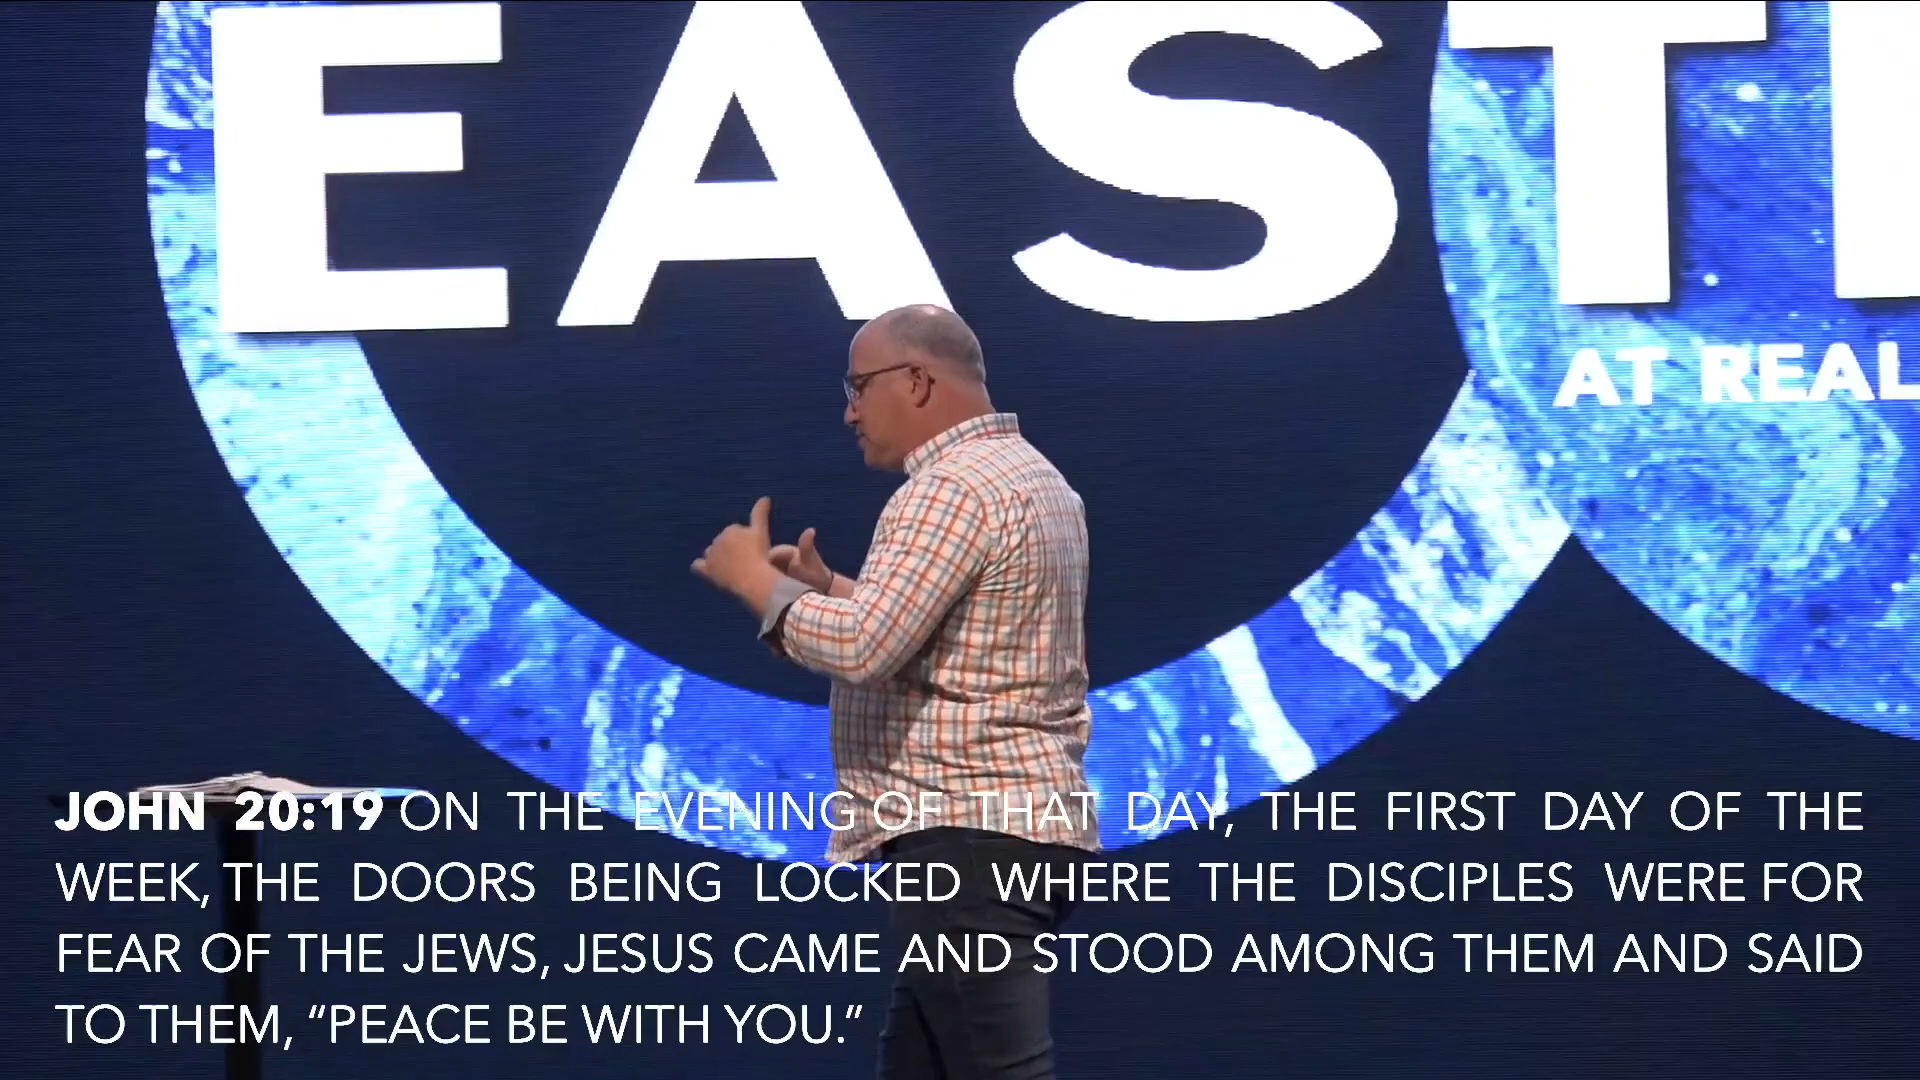 EAST
AT REAL
JOHN 20:19 ON THE EVENING OF THAT DAY, THE FIRST DAY OF THE
WEEK, THE DOORS BEING LOCKED WHERE THE DISCIPLES WERE FOR
FEAR OF THE JEWS, JESUS CAME AND STOOD AMONG THEM AND SAID
TO THEM, “PEACE BE WITH YOU.”